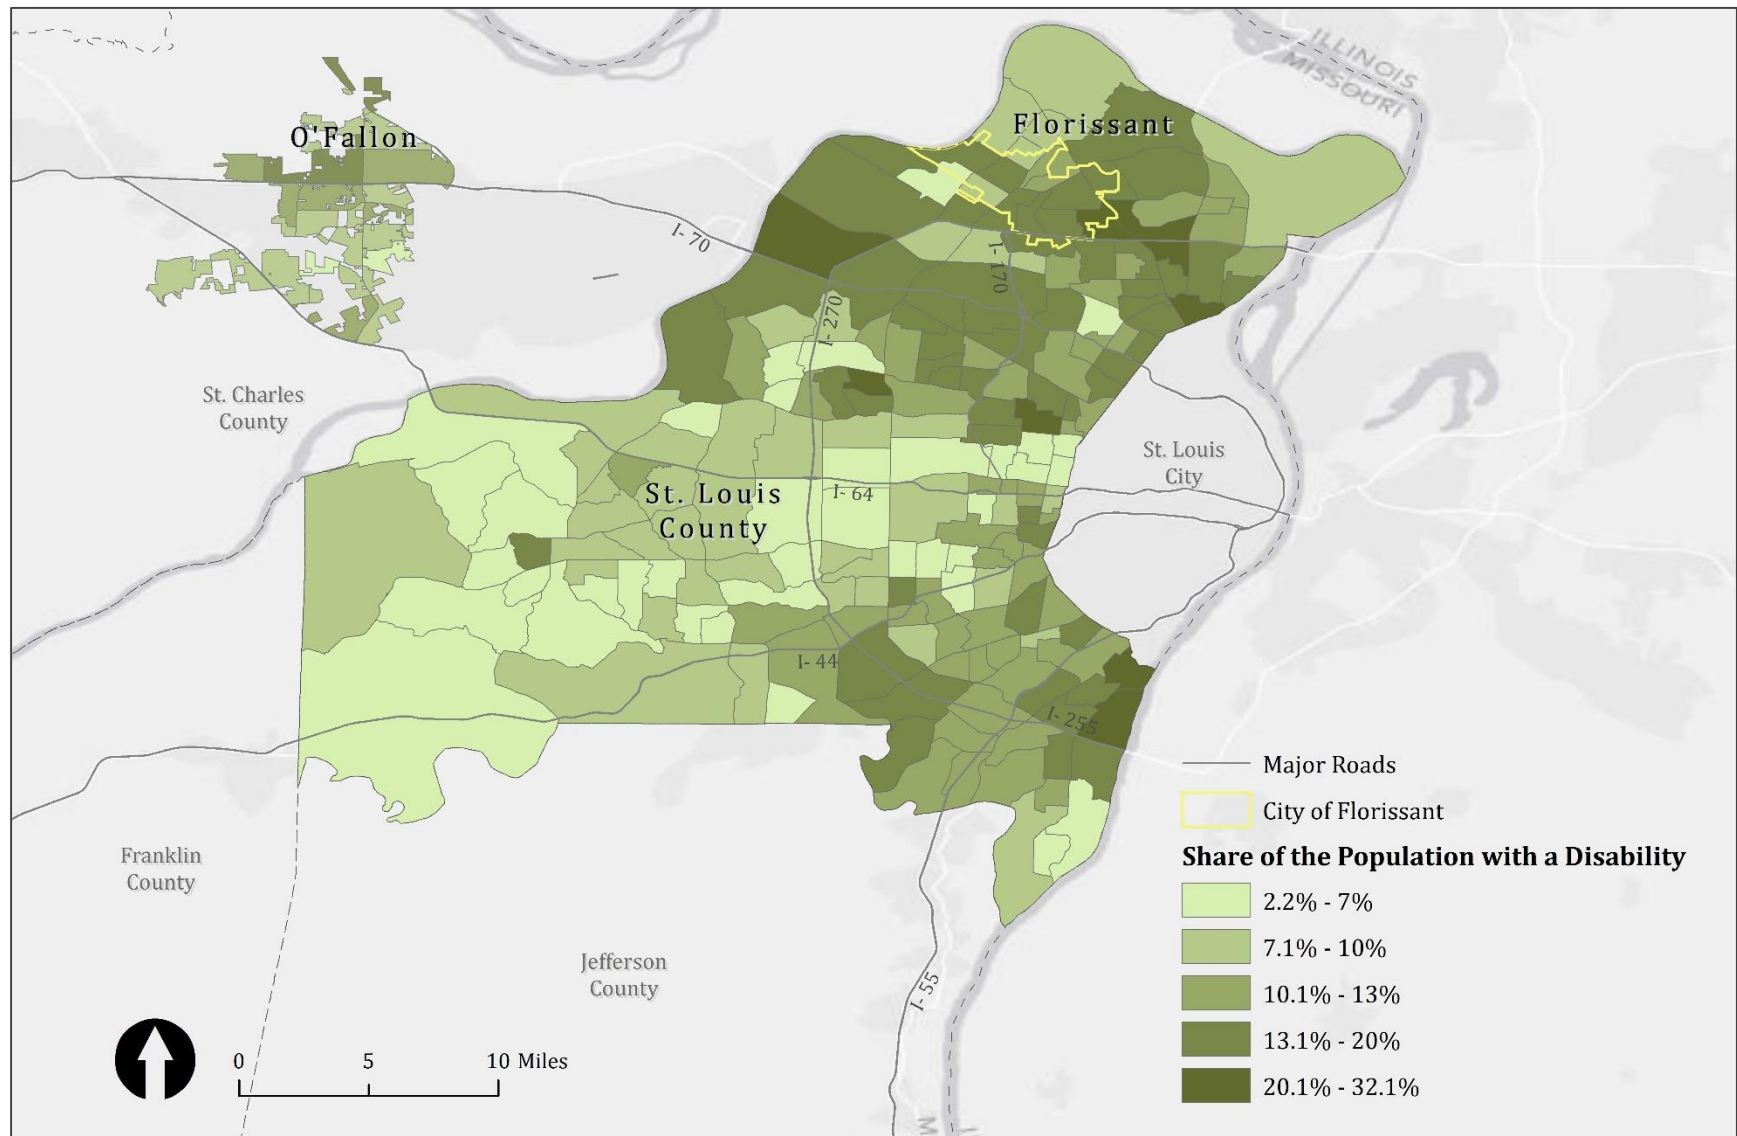 ILLINOIS
MISSOURI
O'Fallon
Florissant
I- 70
I- 170
I- 270
St. Charles
County
St. Louis
City
St. Louis
County
I- 64
I- 44
I- 255
Major Roads
City of Florissant
Franklin
County
Share of the Population with a Disability
2.2% - 7%
7.1% - 10%
Jefferson
County
I- 55
10.1% - 13%
13.1% - 20%
20.1% - 32.1%
0 5 10 Miles